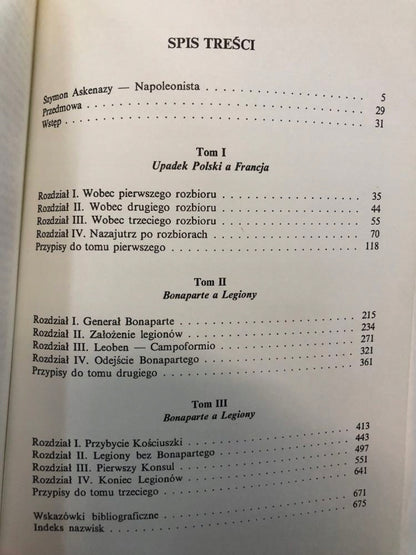 SPIS TREŚCI
Szymon Askenazy — Napoleonista . . . . . . . . . . 5
Przedmowa . . . . . . . . . . 29
Wstęp . . . . . . . . . . 31
Tom I
Upadek Polski a Francja
Rozdział I. Wobec pierwszego rozbioru . . . . . . . . . . 35
Rozdział II. Wobec drugiego rozbioru . . . . . . . . . . 44
Rozdział III. Wobec trzeciego rozbioru . . . . . . . . . . 55
Rozdział IV. Nazajutrz po rozbiorach . . . . . . . . . . 70
Przypisy do tomu pierwszego . . . . . . . . . . 118
Tom II
Bonaparte a Legiony
Rozdział I. Generał Bonaparte . . . . . . . . . . 215
Rozdział II. Założenie legionów . . . . . . . . . . 234
Rozdział III. Leoben — Campoformio . . . . . . . . . . 271
Rozdział IV. Odejście Bonapartego . . . . . . . . . . 321
Przypisy do tomu drugiego . . . . . . . . . . 361
Tom III
Bonaparte a Legiony
Rozdział I. Przybycie Kościuszki . . . . . . . . . . 413
Rozdział II. Legiony bez Bonapartego . . . . . . . . . . 443
Rozdział III. Pierwszy Konsul . . . . . . . . . . 497
Rozdział IV. Koniec Legionów . . . . . . . . . . 551
Przypisy do tomu trzeciego . . . . . . . . . . 641
Wskazówki bibliograficzne . . . . . . . . . . 671
Indeks nazwisk . . . . . . . . . . 675